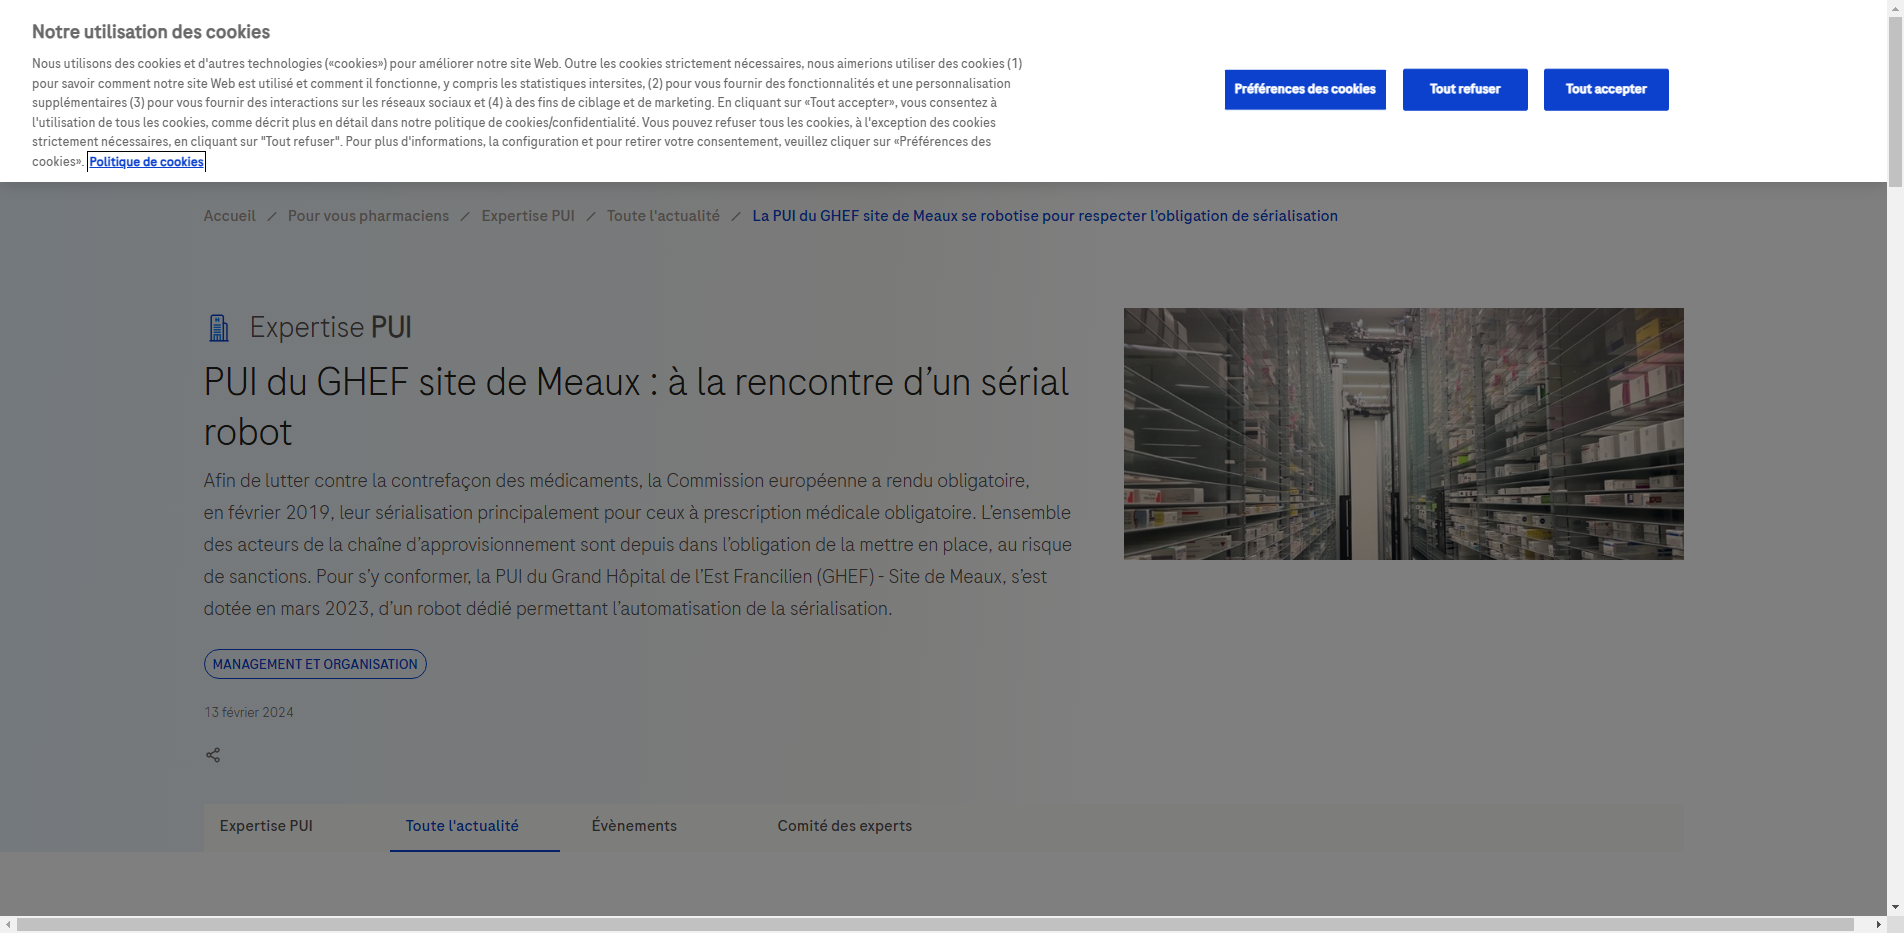 Notre utilisation des cookies
Nous utilisons des cookies et d'autres technologies («cookies») pour améliorer notre site Web. Outre les cookies strictement nécessaires, nous aimerions utiliser des cookies (1)
pour savoir comment notre site Web est utilisé et comment il fonctionne, y compris les statistiques intersites, (2) pour vous fournir des fonctionnalités et une personnalisation
supplémentaires (3) pour vous fournir des interactions sur les réseaux sociaux et (4) à des fins de ciblage et de marketing. En cliquant sur «Tout accepter», vous consentez à
l'utilisation de tous les cookies, comme décrit plus en détail dans notre politique de cookies/confidentialité. Vous pouvez refuser tous les cookies, à l'exception des cookies
strictement nécessaires, en cliquant sur "Tout refuser". Pour plus d'informations, la configuration et pour retirer votre consentement, veuillez cliquer sur «Préférences des
cookies». Politique de cookies
Préférences des cookies
Tout refuser
Tout accepter
Accueil / Pour vous pharmaciens / Expertise PUI / Toute l'actualité / La PUI du GHEF site de Meaux se robotise pour respecter l’obligation de sérialisation
Expertise PUI
PUI du GHEF site de Meaux : à la rencontre d’un sérial
robot
Afin de lutter contre la contrefaçon des médicaments, la Commission européenne a rendu obligatoire,
en février 2019, leur sérialisation principalement pour ceux à prescription médicale obligatoire. L’ensemble
des acteurs de la chaîne d’approvisionnement sont depuis dans l’obligation de la mettre en place, au risque
de sanctions. Pour s’y conformer, la PUI du Grand Hôpital de l’Est Francilien (GHEF) - Site de Meaux, s’est
dotée en mars 2023, d’un robot dédié permettant l’automatisation de la sérialisation.
MANAGEMENT ET ORGANISATION
13 février 2024
Expertise PUI
Toute l'actualité
Évènements
Comité des experts